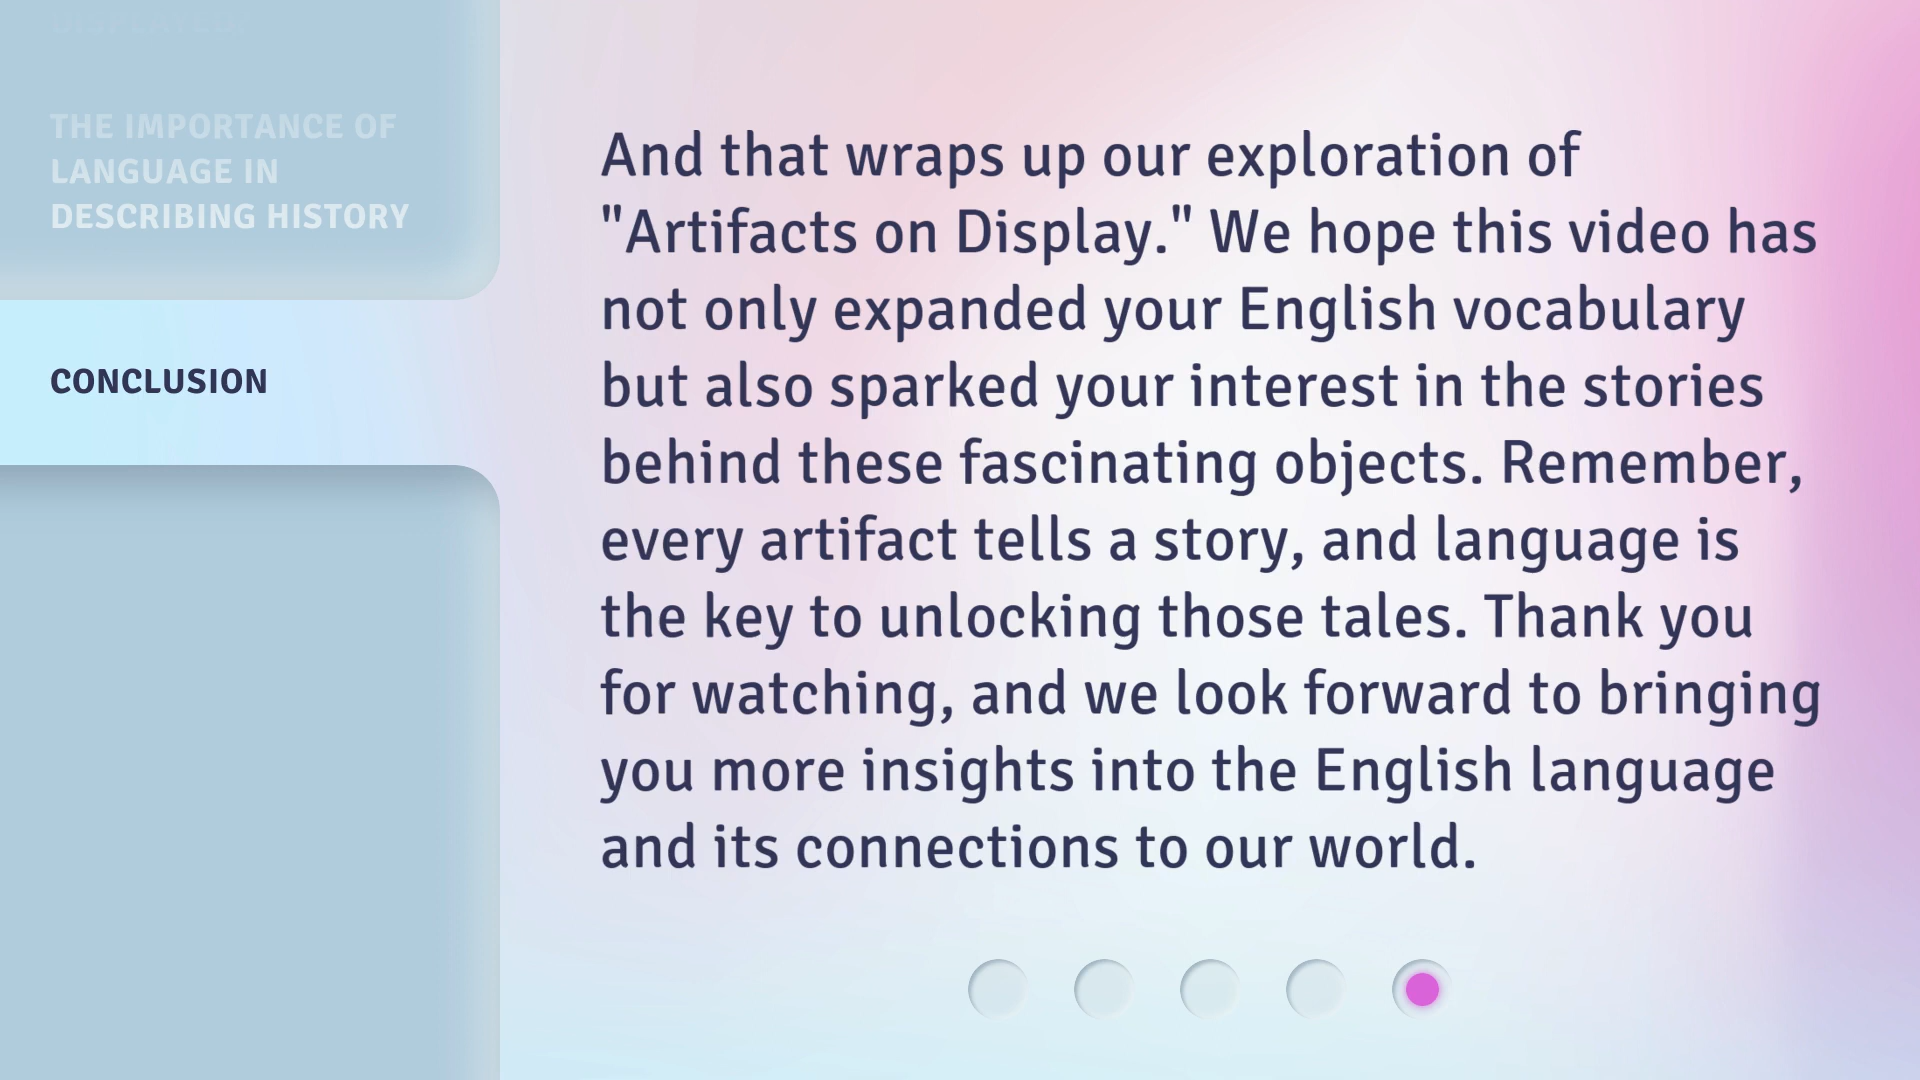 THE IMPORTANCE OF
LANGUAGE IN
DESCRIBING HISTORY
CONCLUSION
And that wraps up our exploration of
"Artifacts on Display." We hope this video has
not only expanded your English vocabulary
but also sparked your interest in the stories
behind these fascinating objects. Remember,
every artifact tells a story, and language is
the key to unlocking those tales. Thank you
for watching, and we look forward to bringing
you more insights into the English language
and its connections to our world.